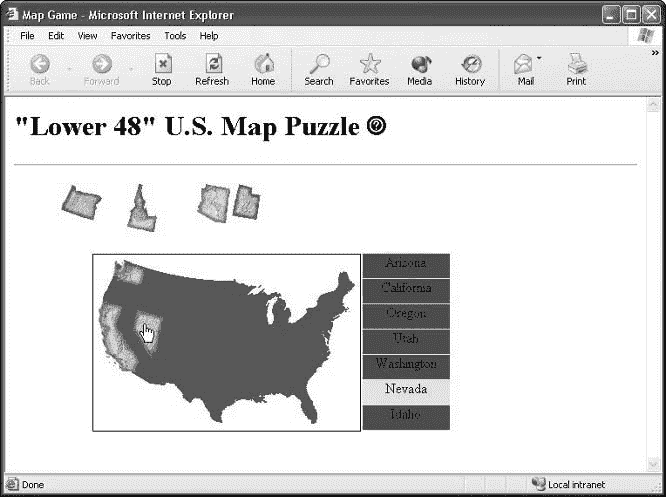 Map Game - Microsoft Internet Explorer
File Edit View Favorites Tools Help
Back Forward Stop Refresh Home Search Favorites Media History Mail Print
"Lower 48" U.S. Map Puzzle ?
Arizona
California
Oregon
Utah
Washington
Nevada
Idaho
Done Local intranet